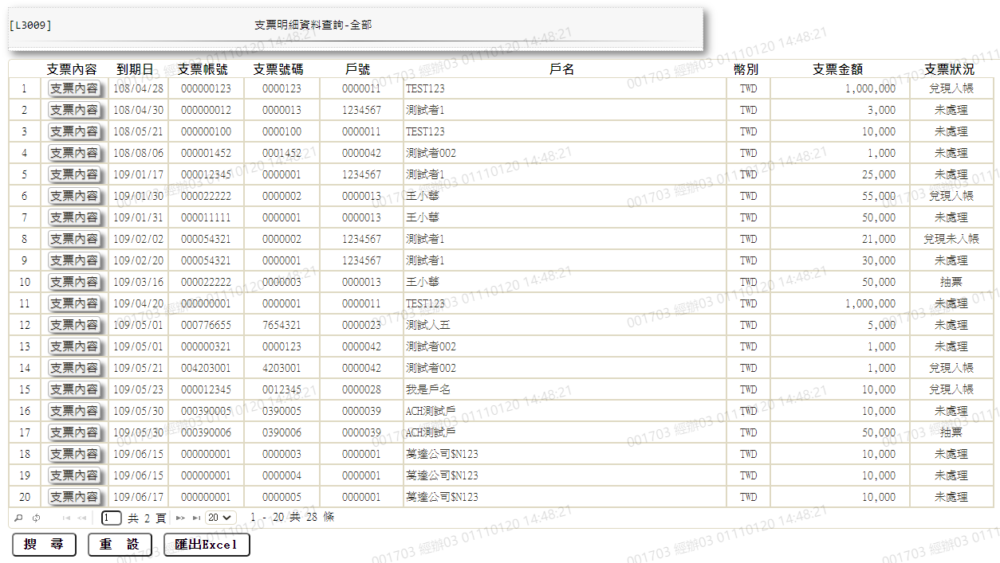 [L3009] 支票明細資料查詢-全部
支票內容 到期日 支票帳號 支票號碼 戶號 戶名 幣別 支票金額 支票狀況
1 支票內容 108/04/28 000000123 0000123 0000011 TEST123 TWD 1,000,000 兌現入帳
2 支票內容 108/04/30 000000012 0000013 1234567 測試者1 TWD 3,000 未處理
3 支票內容 108/05/21 000000100 0000100 0000011 TEST123 TWD 10,000 未處理
4 支票內容 108/08/06 000001452 0001452 0000042 測試者002 TWD 1,000 未處理
5 支票內容 109/01/17 000012345 0000001 1234567 測試者1 TWD 25,000 未處理
6 支票內容 109/01/30 000022222 0000002 0000013 王小華 TWD 55,000 兌現入帳
7 支票內容 109/01/31 000011111 0000001 0000013 王小華 TWD 50,000 未處理
8 支票內容 109/02/02 000054321 0000002 1234567 測試者1 TWD 21,000 兌現未入帳
9 支票內容 109/02/20 000054321 0000001 1234567 測試者1 TWD 30,000 未處理
10 支票內容 109/03/16 000022222 0000003 0000013 王小華 TWD 50,000 抽票
11 支票內容 109/04/20 000000001 0000001 0000011 TEST123 TWD 1,000,000 未處理
12 支票內容 109/05/01 000776655 7654321 0000023 測試人五 TWD 5,000 未處理
13 支票內容 109/05/01 000000321 0000123 0000042 測試者002 TWD 1,000 未處理
14 支票內容 109/05/21 004203001 4203001 0000042 測試者002 TWD 1,000 兌現入帳
15 支票內容 109/05/23 000012345 0012345 0000028 我是戶名 TWD 10,000 兌現入帳
16 支票內容 109/05/30 000390005 0390005 0000039 ACH測試戶 TWD 10,000 未處理
17 支票內容 109/05/30 000390006 0390006 0000039 ACH測試戶 TWD 50,000 抽票
18 支票內容 109/06/15 000000001 0000003 0000001 萬達公司$N123 TWD 10,000 未處理
19 支票內容 109/06/15 000000001 0000004 0000001 萬達公司$N123 TWD 10,000 未處理
20 支票內容 109/06/17 000000001 0000005 0000001 萬達公司$N123 TWD 10,000 未處理
1 共 2 頁 20 1 - 20 共 28 條
搜 尋 重 設 匯出Excel
001703 經辦03 01110120 14:48:21